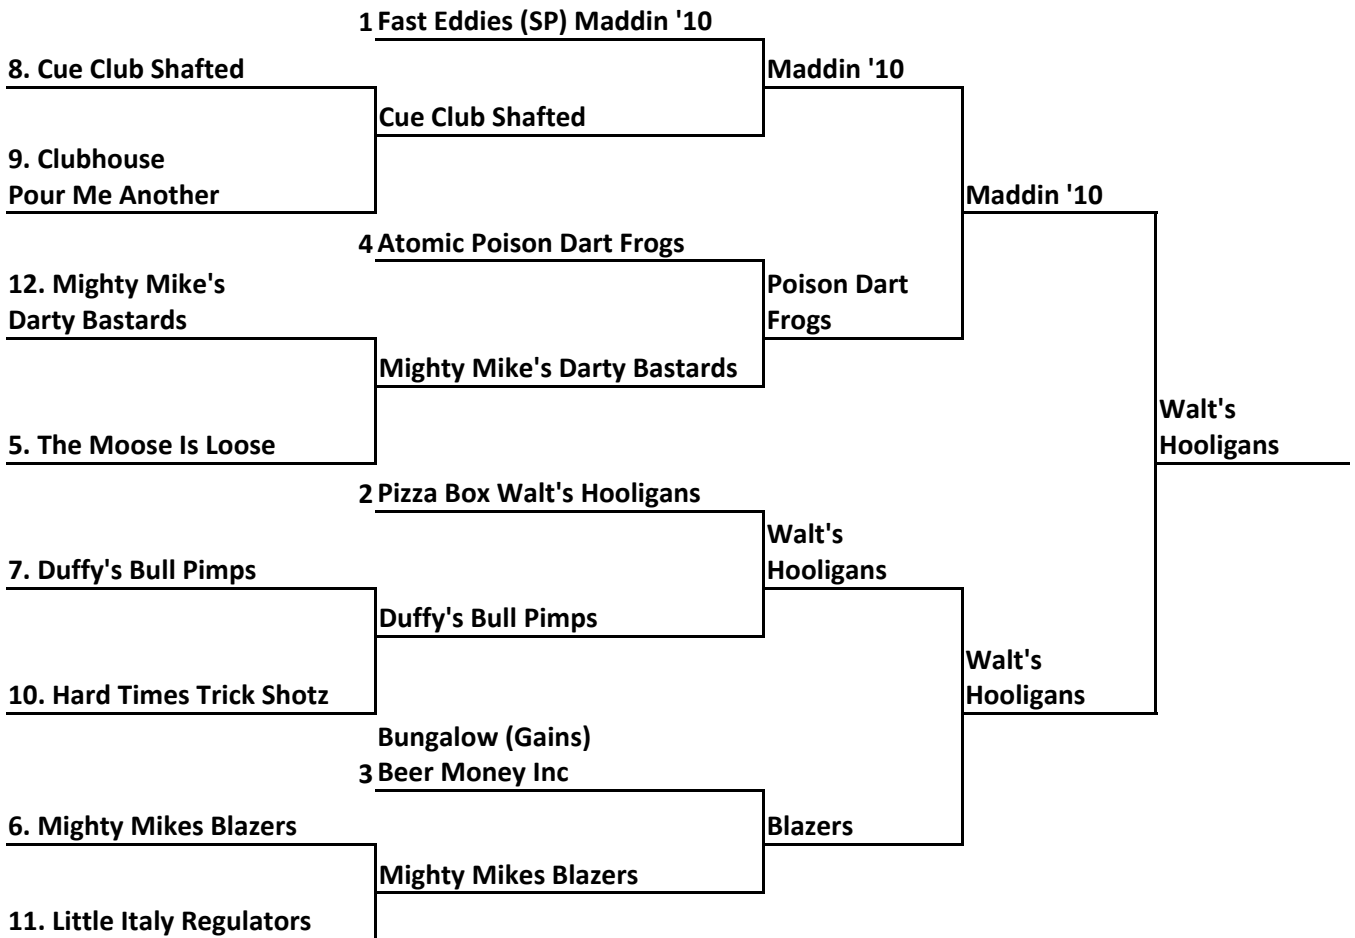 1 Fast Eddies (SP) Maddin '10
8. Cue Club Shafted
Maddin '10
Cue Club Shafted
9. Clubhouse
Pour Me Another
Maddin '10
4 Atomic Poison Dart Frogs
12. Mighty Mike's
Darty Bastards
Poison Dart
Frogs
Mighty Mike's Darty Bastards
5. The Moose Is Loose
Walt's
Hooligans
2 Pizza Box Walt's Hooligans
Walt's
Hooligans
7. Duffy's Bull Pimps
Duffy's Bull Pimps
Walt's
Hooligans
10. Hard Times Trick Shotz
Bungalow (Gains)
3 Beer Money Inc
6. Mighty Mikes Blazers
Blazers
Mighty Mikes Blazers
11. Little Italy Regulators